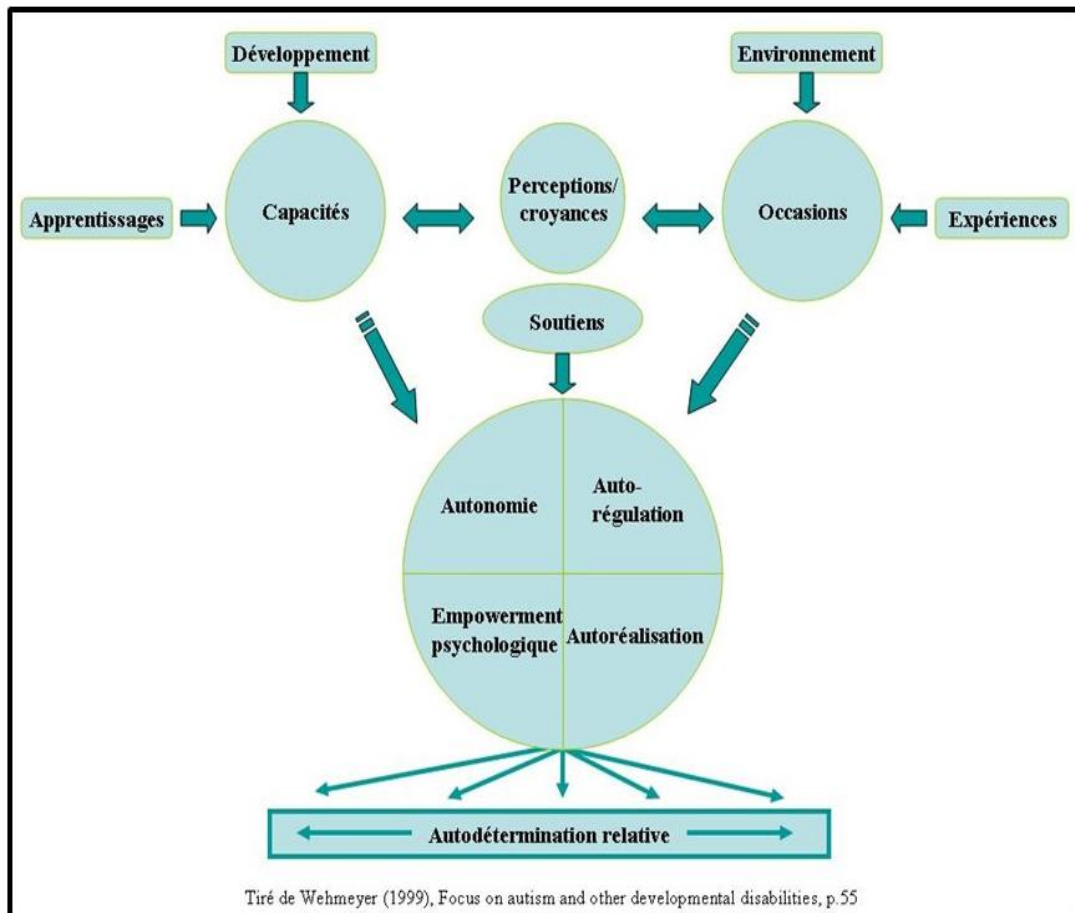 Développement
Environnement
Perceptions/
croyances
Capacités
Occasions
Apprentissages
Expériences
Soutiens
Autonomie
Auto-
régulation
Empowerment
psychologique
Autoréalisation
Autodétermination relative
Tiré de Wehmeyer (1999), Focus on autism and other developmental disabilities, p.55